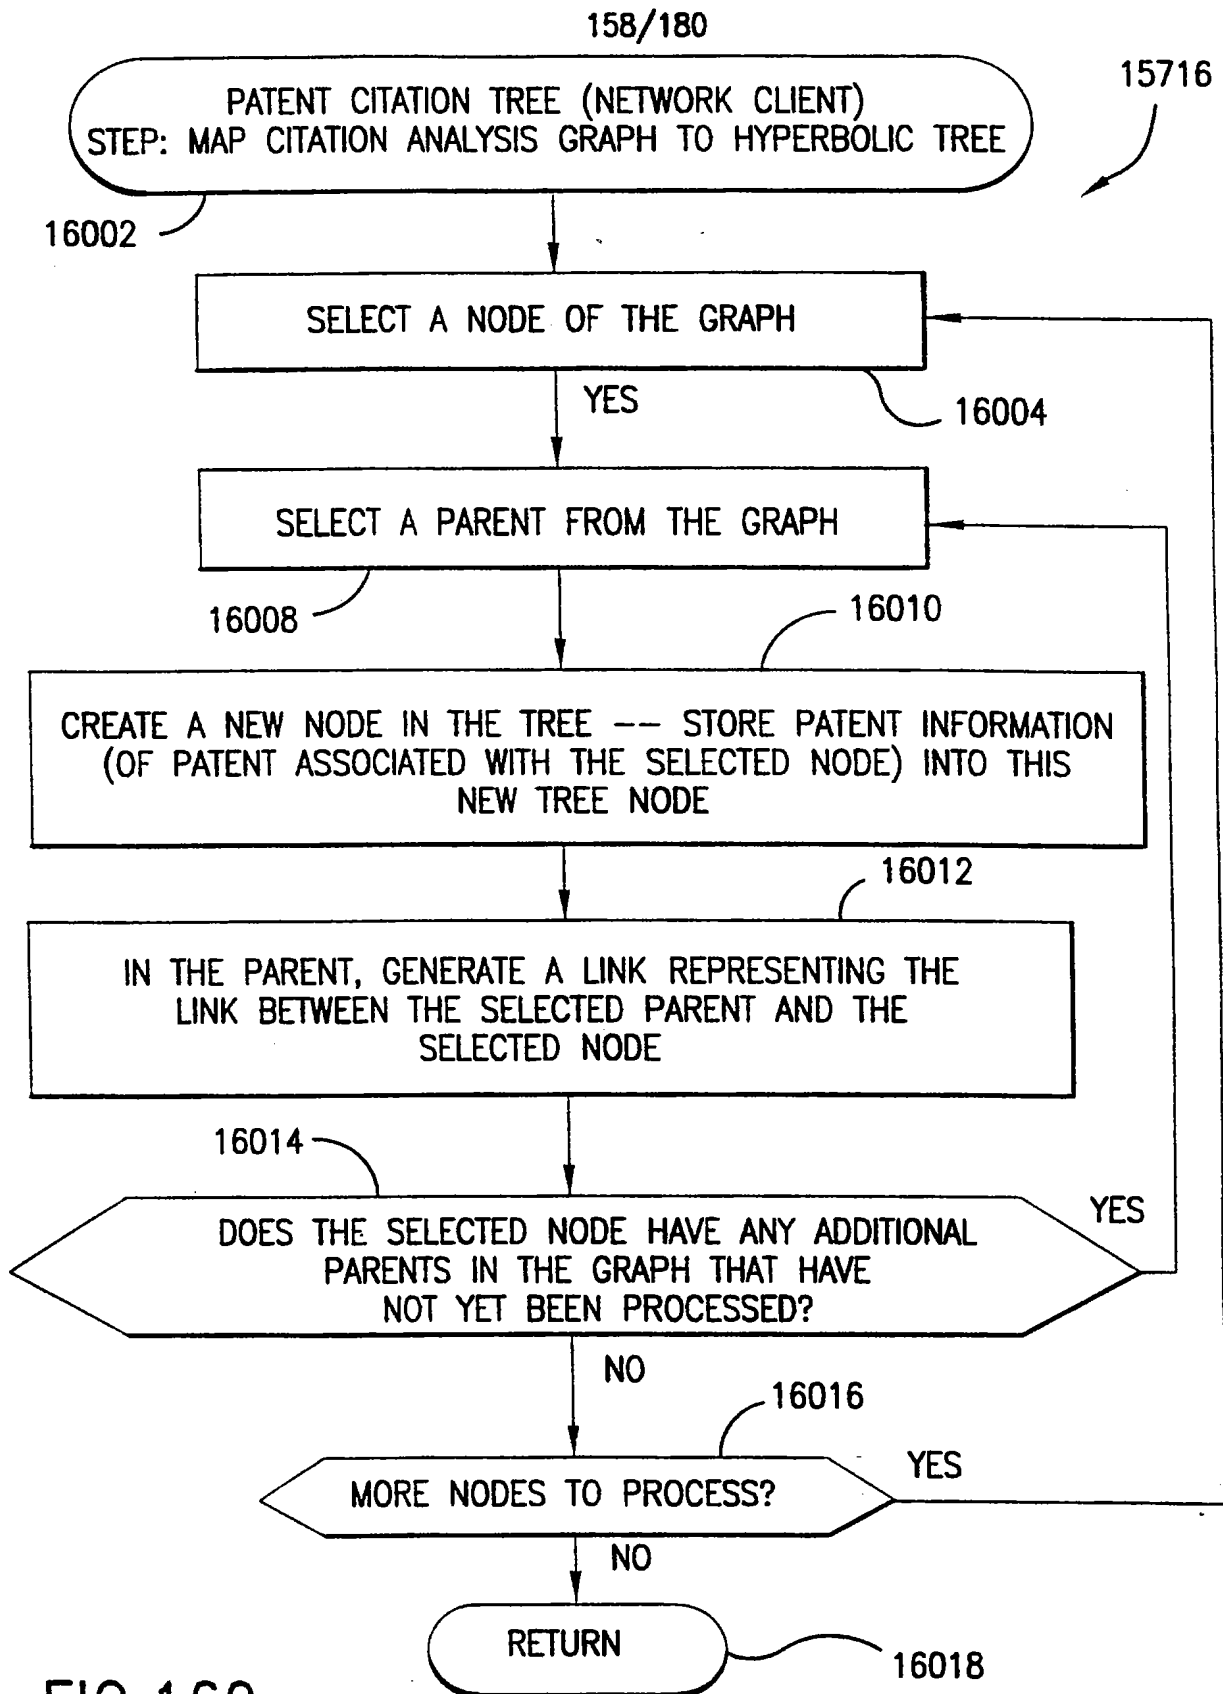 158/180
15716
PATENT CITATION TREE (NETWORK CLIENT)
STEP: MAP CITATION ANALYSIS GRAPH TO HYPERBOLIC TREE
16002
SELECT A NODE OF THE GRAPH
YES
16004
SELECT A PARENT FROM THE GRAPH
16008
16010
CREATE A NEW NODE IN THE TREE -- STORE PATENT INFORMATION
(OF PATENT ASSOCIATED WITH THE SELECTED NODE) INTO THIS
NEW TREE NODE
16012
IN THE PARENT, GENERATE A LINK REPRESENTING THE
LINK BETWEEN THE SELECTED PARENT AND THE
SELECTED NODE
16014
YES
DOES THE SELECTED NODE HAVE ANY ADDITIONAL
PARENTS IN THE GRAPH THAT HAVE
NOT YET BEEN PROCESSED?
NO
16016
YES
MORE NODES TO PROCESS?
NO
RETURN
16018
FIG.160